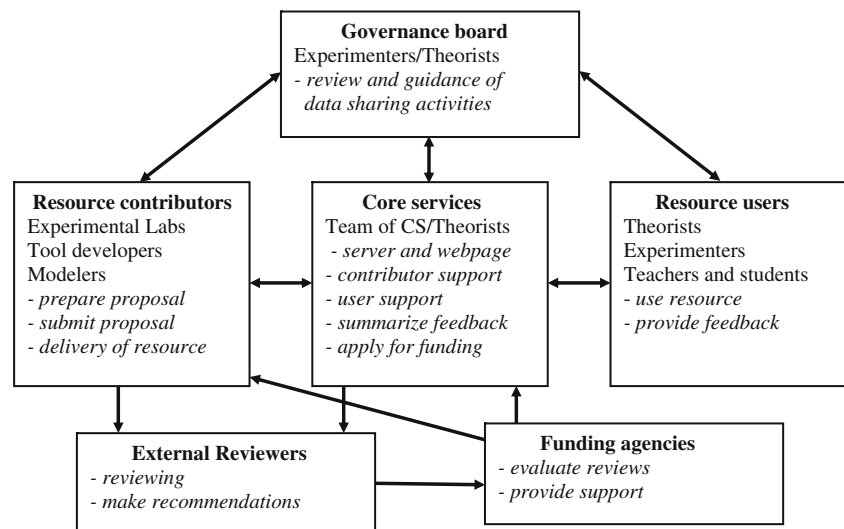 Governance board
Experimenters/Theorists
- review and guidance of
data sharing activities
Resource contributors
Experimental Labs
Tool developers
Modelers
- prepare proposal
- submit proposal
- delivery of resource
Core services
Team of CS/Theorists
- server and webpage
- contributor support
- user support
- summarize feedback
- apply for funding
Resource users
Theorists
Experimenters
Teachers and students
- use resource
- provide feedback
External Reviewers
- reviewing
- make recommendations
Funding agencies
- evaluate reviews
- provide support